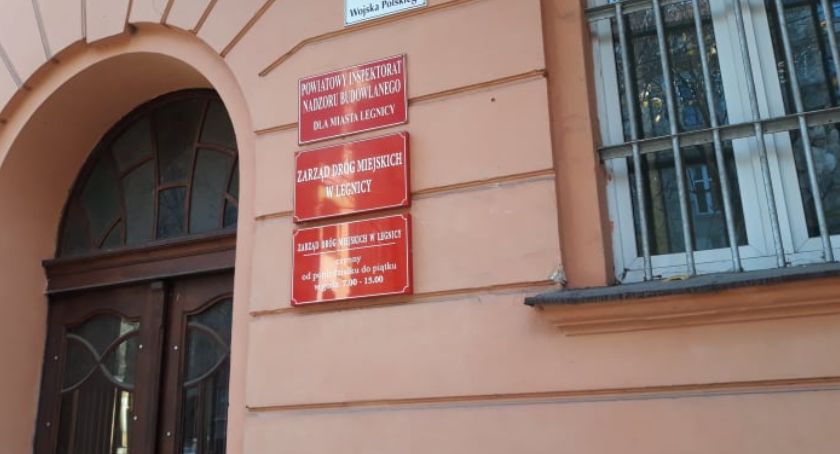 Wojska Polskieg
POWIATOWY INSPEKTORAT
NADZORU BUDOWLANEGO
DLA MIASTA LEGNICY
ZARZĄD DRÓG MIEJSKICH
W LEGNICY
ZARZĄD DRÓG MIEJSKICH W LEGNICY
czynny
od poniedziałku do piątku
w godz. 7.00 - 15.00